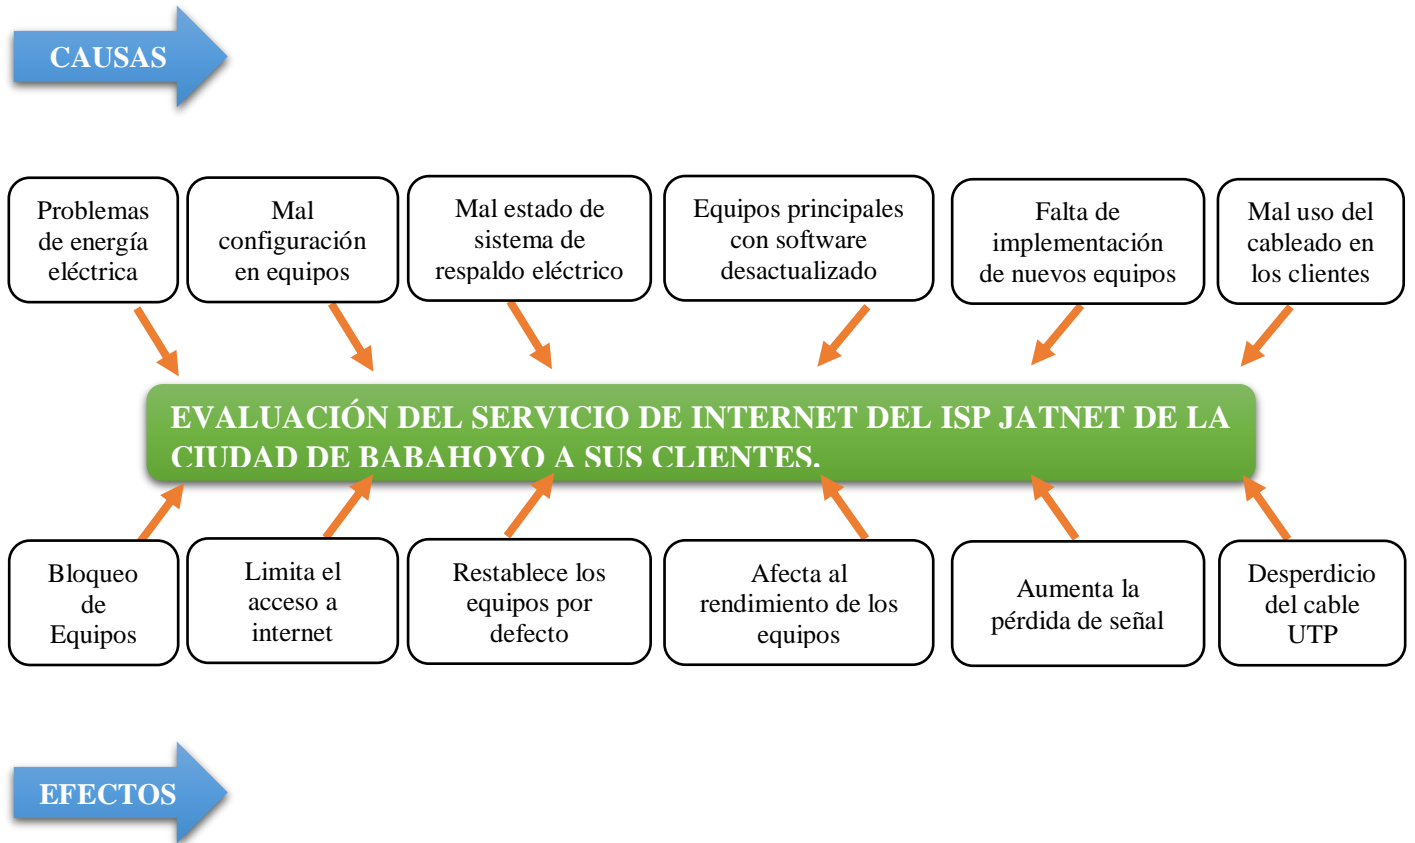 CAUSAS
Problemas
de energía
eléctrica
Mal
configuración
en equipos
Mal estado de
sistema de
respaldo eléctrico
Equipos principales
con software
desactualizado
Falta de
implementación
de nuevos equipos
Mal uso del
cableado en
los clientes
EVALUACIÓN DEL SERVICIO DE INTERNET DEL ISP JATNET DE LA
CIUDAD DE BABAHOYO A SUS CLIENTES.
Bloqueo
de
Equipos
Limita el
acceso a
internet
Restablece los
equipos por
defecto
Afecta al
rendimiento de los
equipos
Aumenta la
pérdida de señal
Desperdicio
del cable
UTP
EFECTOS